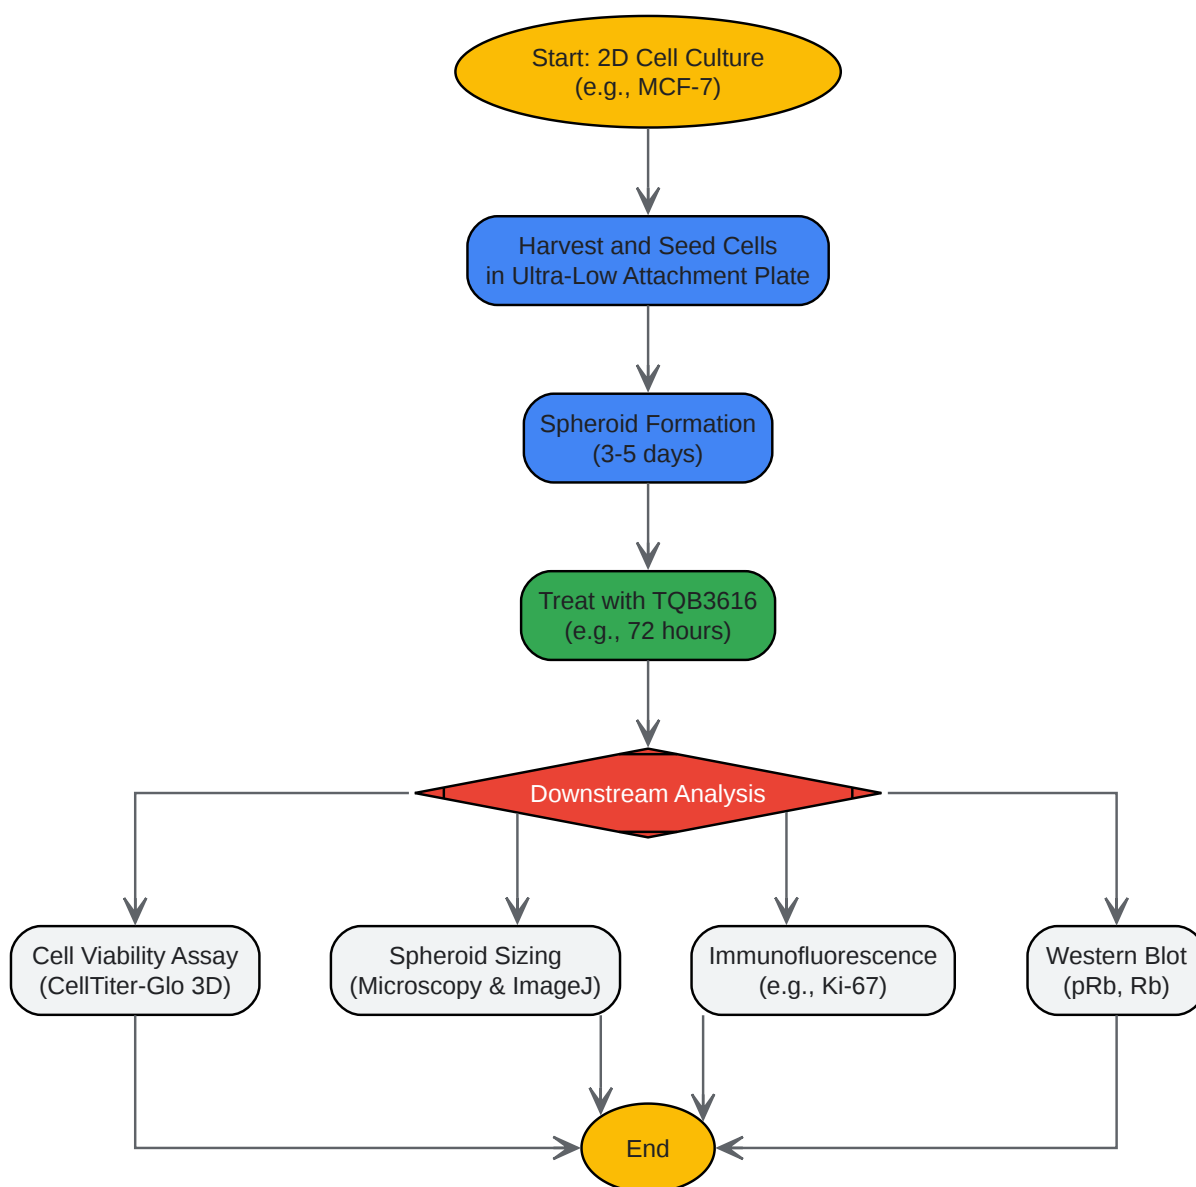 Start: 2D Cell Culture
(e.g., MCF-7)
Harvest and Seed Cells
in Ultra-Low Attachment Plate
Spheroid Formation
(3-5 days)
Treat with TQB3616
(e.g., 72 hours)
Downstream Analysis
Cell Viability Assay
(CellTiter-Glo 3D)
Spheroid Sizing
(Microscopy & ImageJ)
Immunofluorescence
(e.g., Ki-67)
Western Blot
(pRb, Rb)
End